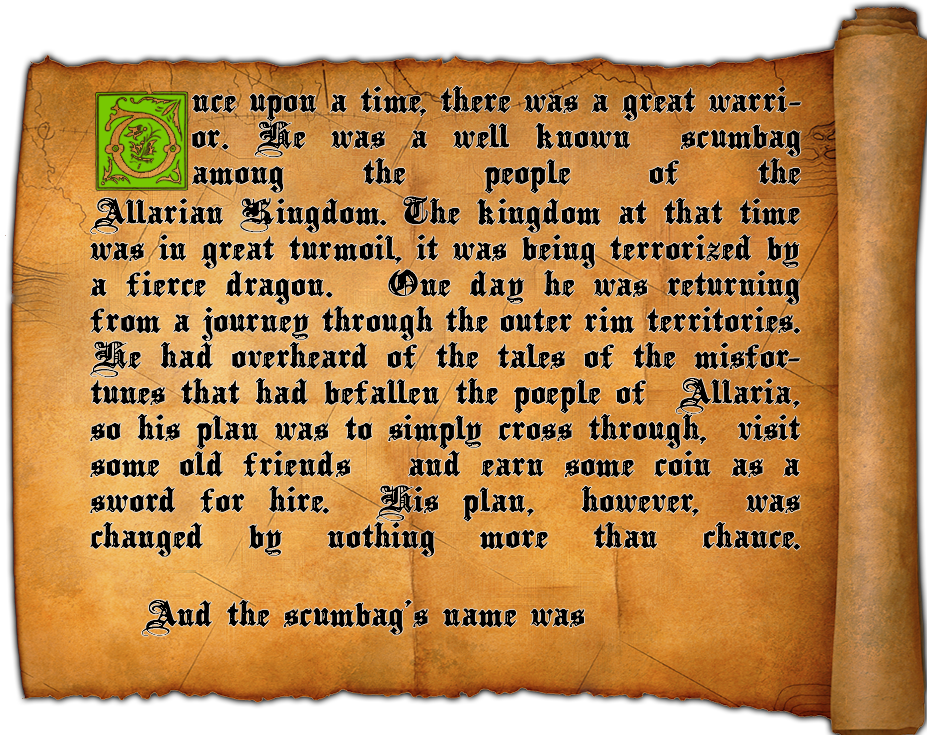 Once upon a time, there was a great warri-
or. He was a well known scumbag
among the people of the
Allarian Kingdom. The kingdom at that time
was in great turmoil, it was being terrorized by
a fierce dragon. One day he was returning
from a journey through the outer rim territories.
He had overheard of the tales of the misfor-
tunes that had befallen the poeple of Allaria,
so his plan was to simply cross through, visit
some old friends and earn some coin as a
sword for hire. His plan, however, was
changed by nothing more than chance.
And the scumbag's name was